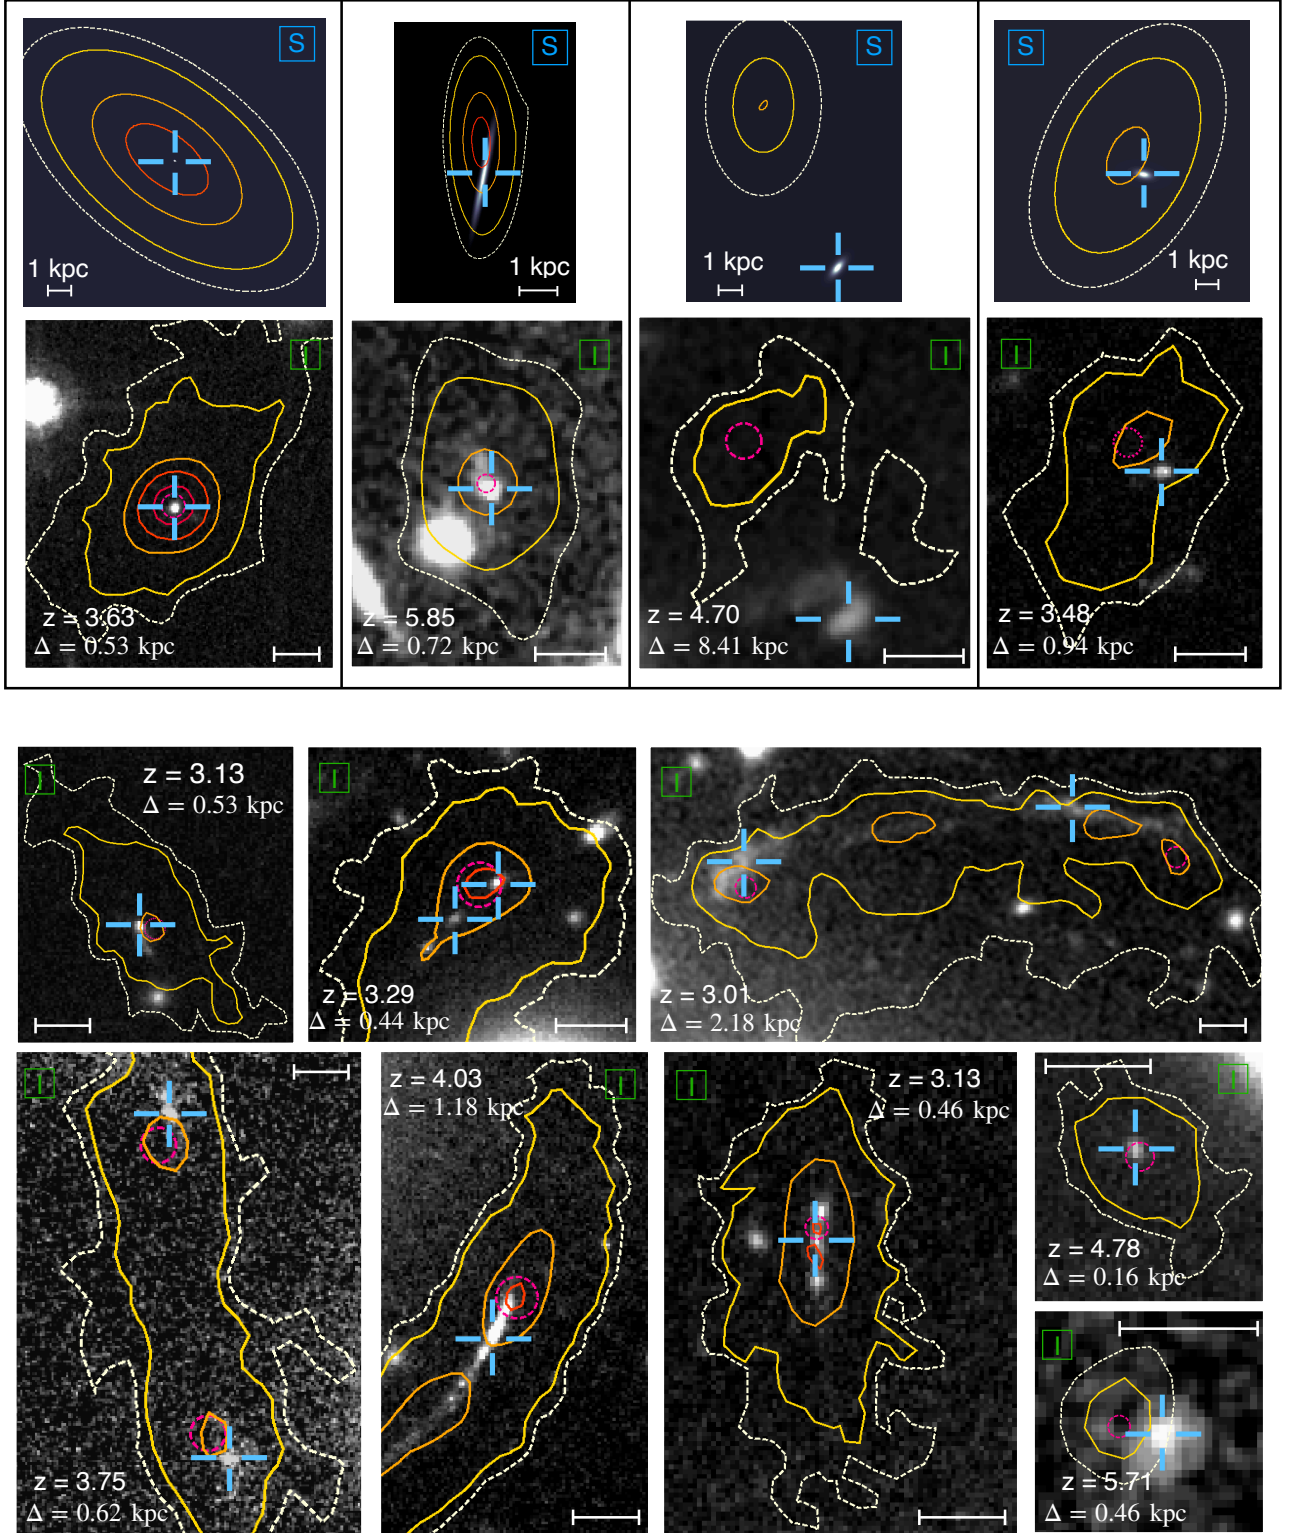 S
1 kpc
S
1 kpc
S
1 kpc
S
1 kpc
I
z = 3.63
Δ = 0.53 kpc
I
z = 5.85
Δ = 0.72 kpc
I
z = 4.70
Δ = 8.41 kpc
I
z = 3.48
Δ = 0.94 kpc
I
z = 3.13
Δ = 0.53 kpc
I
z = 3.29
Δ = 0.44 kpc
I
z = 3.01
Δ = 2.18 kpc
I
z = 3.75
Δ = 0.62 kpc
z = 4.03
Δ = 1.18 kpc
I
I
z = 3.13
Δ = 0.46 kpc
I
z = 4.78
Δ = 0.16 kpc
I
z = 5.71
Δ = 0.46 kpc